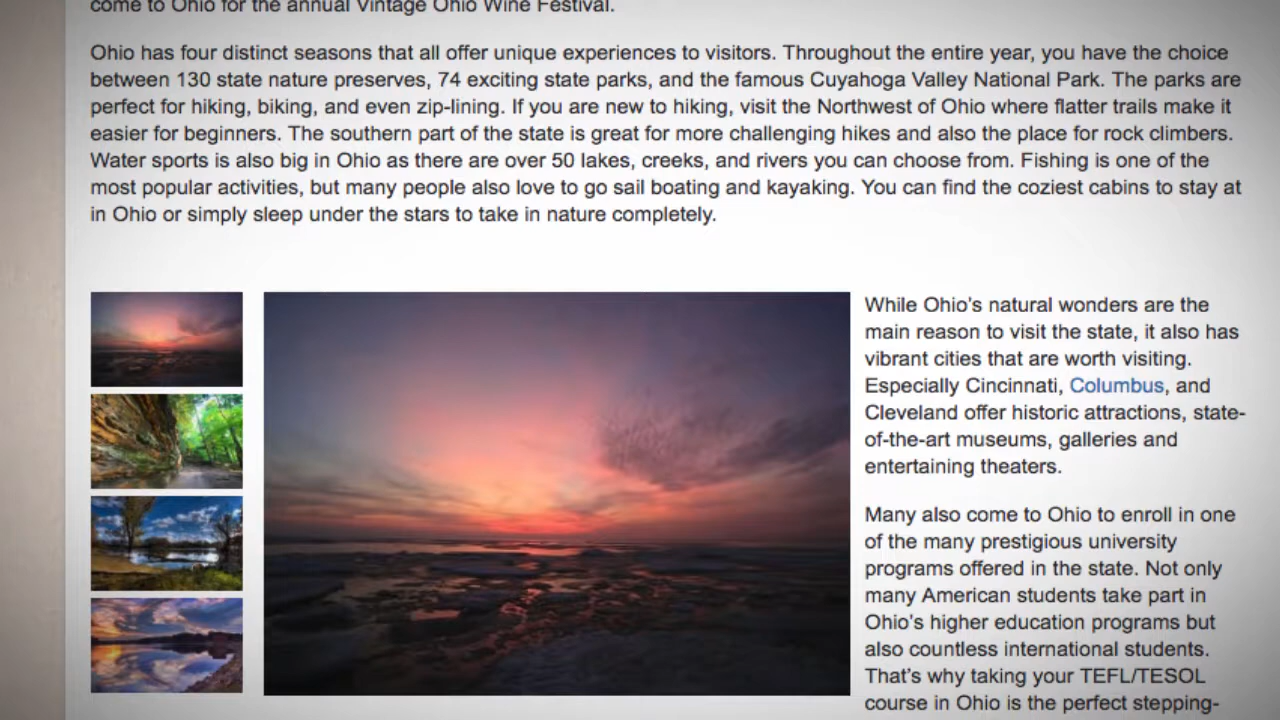 come to Ohio for the annual Vintage Ohio Wine Festival.
Ohio has four distinct seasons that all offer unique experiences to visitors. Throughout the entire year, you have the choice
between 130 state nature preserves, 74 exciting state parks, and the famous Cuyahoga Valley National Park. The parks are
perfect for hiking, biking, and even zip-lining. If you are new to hiking, visit the Northwest of Ohio where flatter trails make it
easier for beginners. The southern part of the state is great for more challenging hikes and also the place for rock climbers.
Water sports is also big in Ohio as there are over 50 lakes, creeks, and rivers you can choose from. Fishing is one of the
most popular activities, but many people also love to go sail boating and kayaking. You can find the coziest cabins to stay at
in Ohio or simply sleep under the stars to take in nature completely.
While Ohio's natural wonders are the
main reason to visit the state, it also has
vibrant cities that are worth visiting.
Especially Cincinnati, Columbus, and
Cleveland offer historic attractions, state-
of-the-art museums, galleries and
entertaining theaters.
Many also come to Ohio to enroll in one
of the many prestigious university
programs offered in the state. Not only
many American students take part in
Ohio's higher education programs but
also countless international students.
That's why taking your TEFL/TESOL
course in Ohio is the perfect stepping-